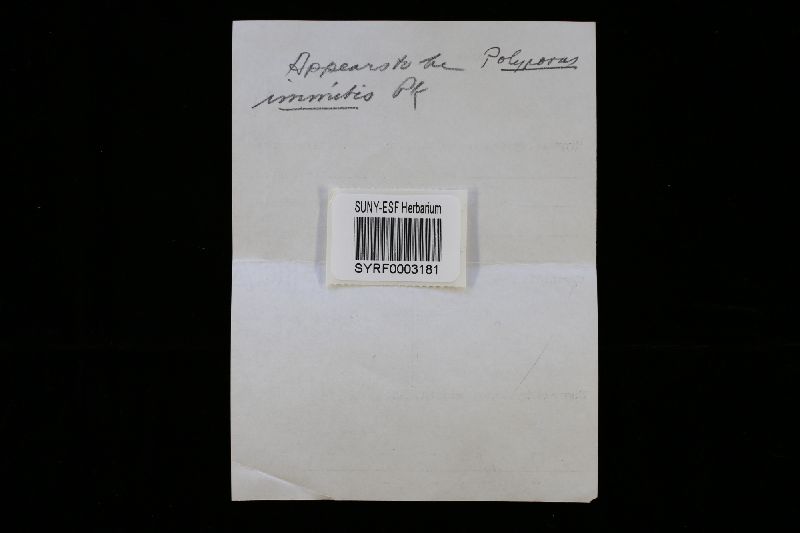 Appears to be Polyporus
immitis Pk
SUNY-ESF Herbarium
SYRF0003181